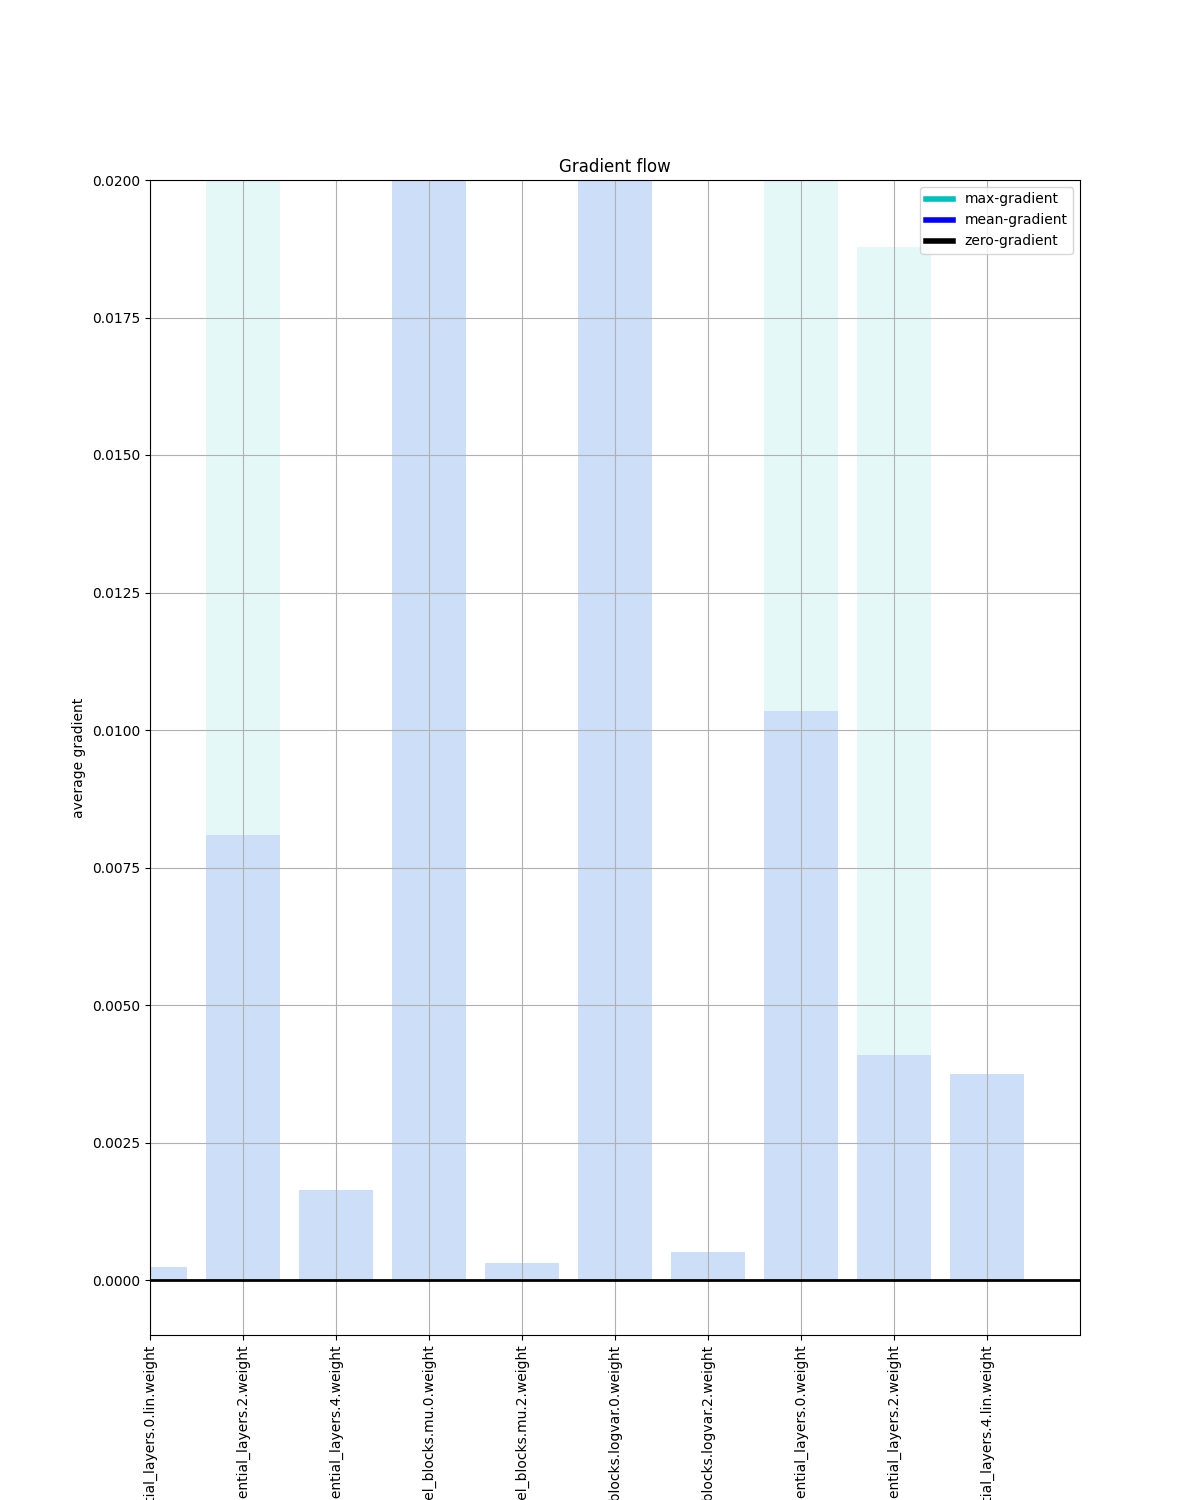 Gradient flow
max-gradient
mean-gradient
zero-gradient
0.0200
0.0175
0.0150
0.0125
0.0100
0.0075
0.0050
0.0025
0.0000
average gradient
tial_layers.0.lin.weight
ential_layers.2.weight
ential_layers.4.weight
el_blocks.mu.0.weight
el_blocks.mu.2.weight
blocks.logvar.0.weight
blocks.logvar.2.weight
ential_layers.0.weight
ential_layers.2.weight
tial_layers.4.lin.weight